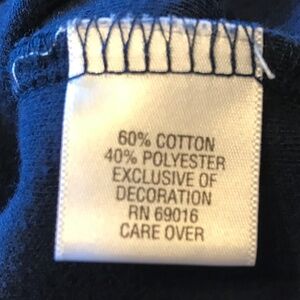 60% COTTON
40% POLYESTER
EXCLUSIVE OF
DECORATION
RN 69016
CARE OVER